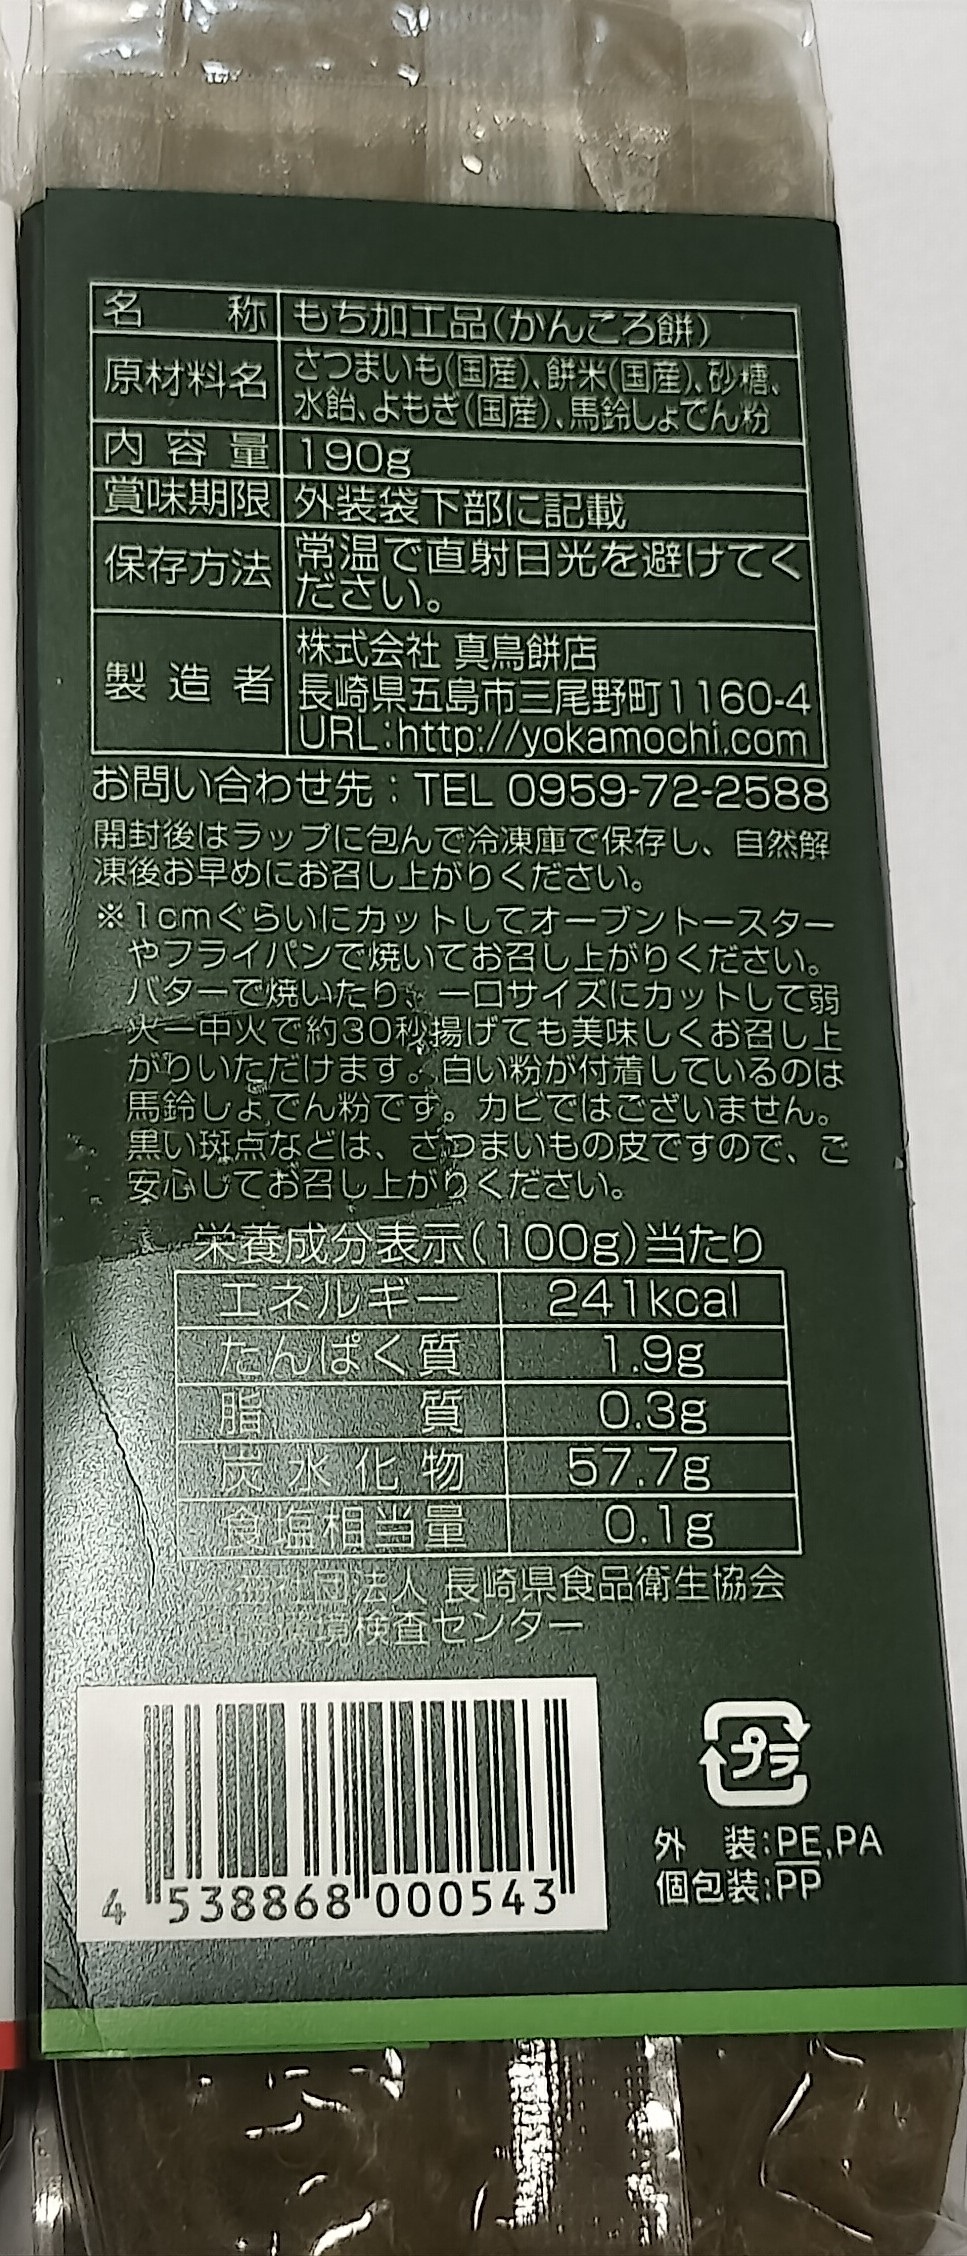 名　称 もち加工品(かんころ餅)
原材料名 さつまいも(国産)、餅米(国産)、砂糖、
水飴、よもぎ(国産)、馬鈴しょでん粉
内容量 190g
賞味期限 外装袋下部に記載
保存方法 常温で直射日光を避けてく
ださい。
製造者 株式会社 真鳥餅店
長崎県五島市三尾野町1160-4
URL:http://yokamochi.com
お問い合わせ先：TEL 0959-72-2588
開封後はラップに包んで冷凍庫で保存し、自然解
凍後お早めにお召し上がりください。
※1cmぐらいにカットしてオーブントースター
やフライパンで焼いてお召し上がりください。
バターで焼いたり、一口サイズにカットして弱
火一中火で約30秒揚げても美味しくお召し上
がりいただけます。白い粉が付着しているのは
馬鈴しょでん粉です。カビではございません。
黒い斑点などは、さつまいもの皮ですので、ご
安心してお召し上がりください。
栄養成分表示(100g)当たり
エネルギー 241kcal
たんぱく質 1.9g
脂質 0.3g
炭水化物 57.7g
食塩相当量 0.1g
社団法人 長崎県食品衛生協会
環境検査センター
4 538868 000543
プラ
外　装:PE,PA
個包装:PP